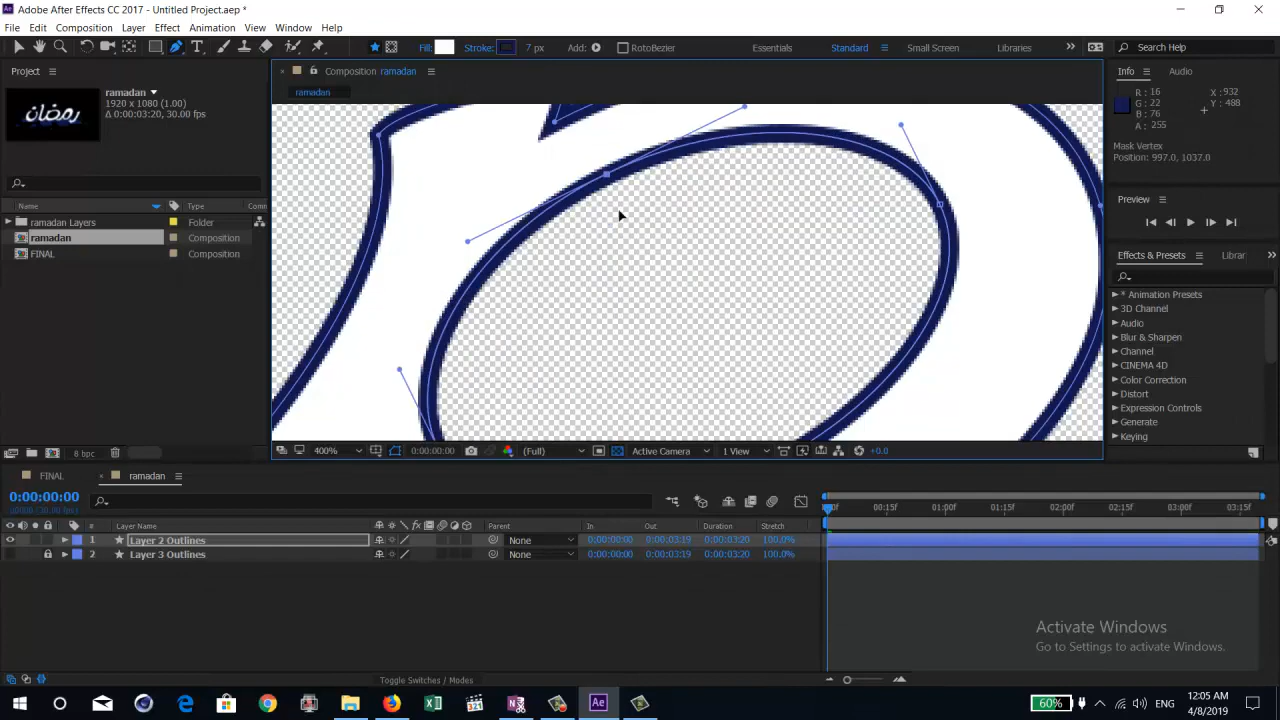 Adobe After Effects CC 2017 - Untitled Project.aep *
File Edit Composition Layer Effect Animation View Window Help
Fill: Stroke: 7 px Add: RotoBezier Essentials Standard Small Screen Libraries Search Help
Project
Composition ramadan
Info Audio
ramadan
1920 x 1080 (1.00)
Δ 0:00:03:20, 30.00 fps
رمضان
ramadan
R : 16
G : 22
B : 76
A : 255
X : 932
Y : 488
Mask Vertex
Position: 997.0, 1037.0
Name Type Comm
ramadan Layers Folder
ramadan Composition
FINAL Composition
Preview
Effects & Presets Librar
* Animation Presets
3D Channel
Audio
Blur & Sharpen
Channel
CINEMA 4D
Color Correction
Distort
Expression Controls
Generate
Keying
8 bpc
400% 0:00:00:00 (Full) Active Camera 1 View +0.0
FINAL ramadan
0:00:00:00
# Layer Name Parent In Out Duration Stretch
1 Layer 2 Outlines None 0:00:00:00 0:00:03:19 0:00:03:20 100.0%
2 Layer 3 Outlines None 0:00:00:00 0:00:03:19 0:00:03:20 100.0%
00:15f 01:00f 01:15f 02:00f 02:15f 03:00f 03:15f
Activate Windows
Go to Settings to activate Windows.
Toggle Switches / Modes
60% ENG 12:05 AM
4/8/2019